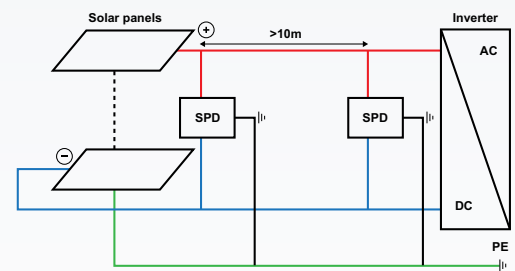 Solar panels
Inverter
+
>10m
AC
SPD
SPD
−
DC
PE